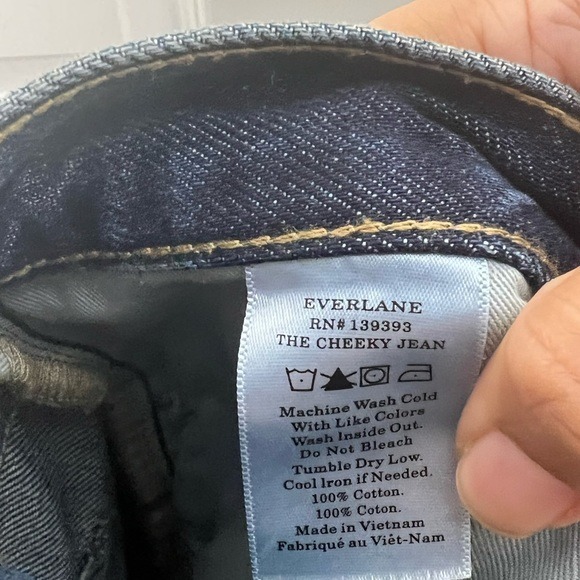 EVERLANE
RN# 139393
THE CHEEKY JEAN
Machine Wash Cold
With Like Colors
Wash Inside Out.
Do Not Bleach
Tumble Dry Low.
Cool Iron if Needed.
100% Cotton.
100% Coton.
Made in Vietnam
Fabriqué au Viêt-Nam